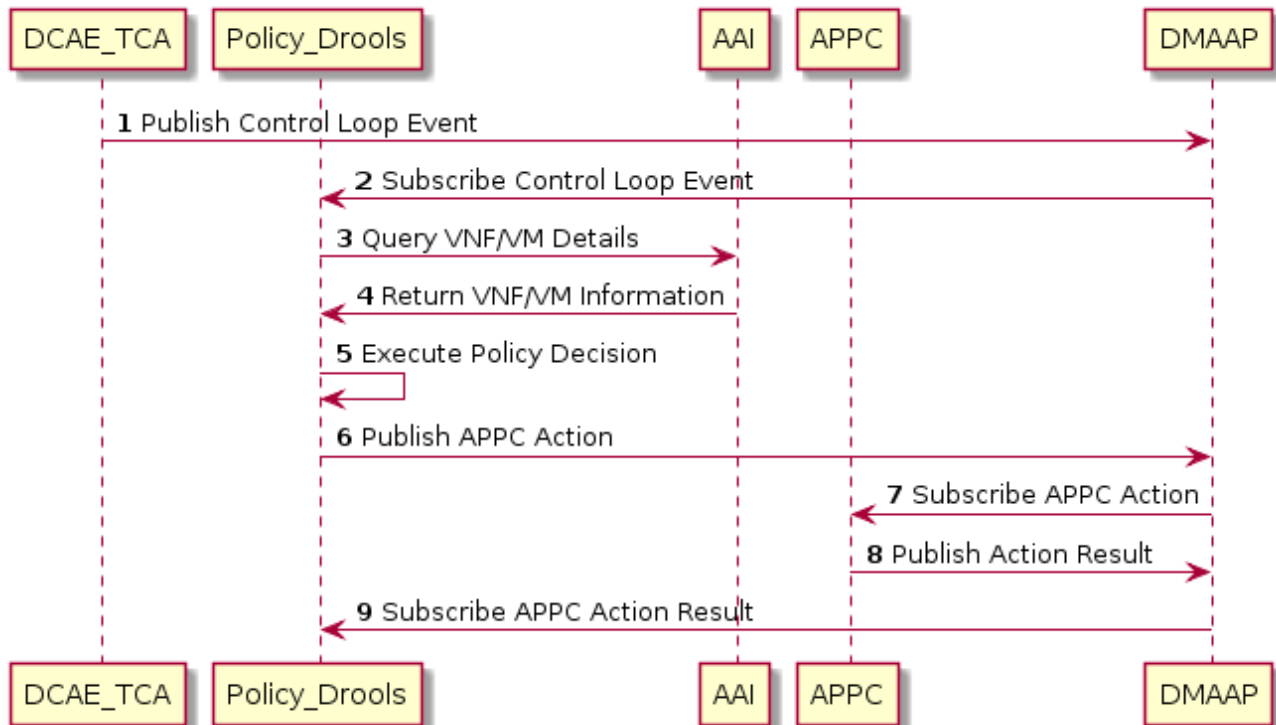 DCAE_TCA Policy_Drools AAI APPC DMAAP
1 Publish Control Loop Event
2 Subscribe Control Loop Event
3 Query VNF/VM Details
4 Return VNF/VM Information
5 Execute Policy Decision
6 Publish APPC Action
7 Subscribe APPC Action
8 Publish Action Result
9 Subscribe APPC Action Result
DCAE_TCA Policy_Drools AAI APPC DMAAP